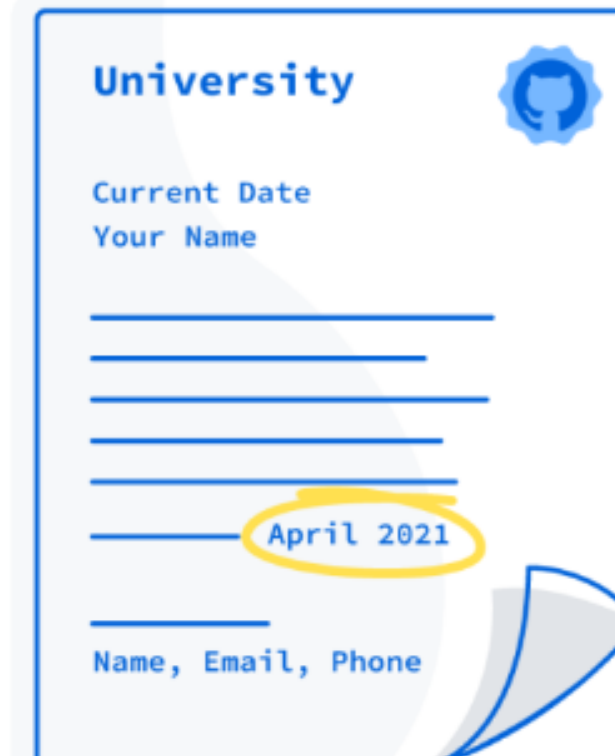 University
Current Date
Your Name
April 2021
Name, Email, Phone